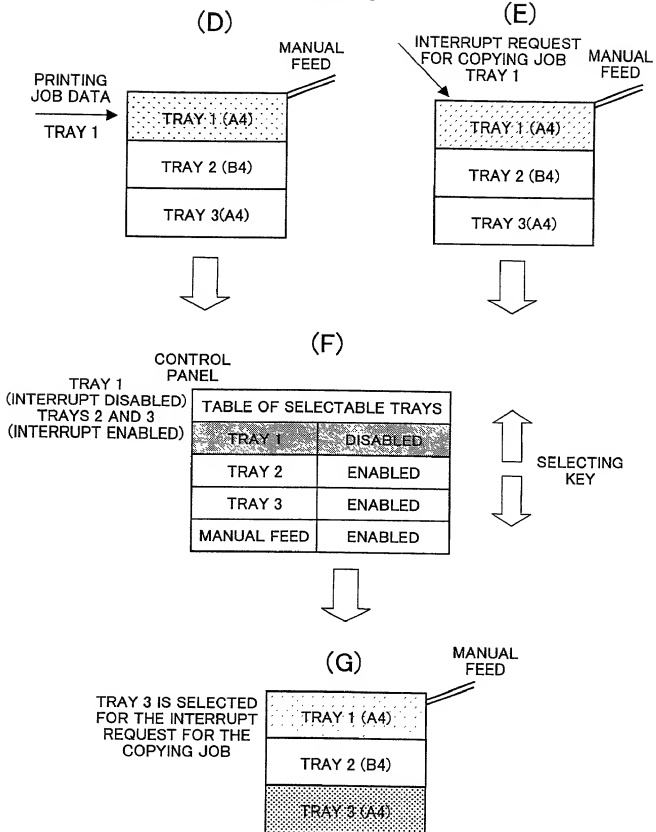 (D)
MANUAL
FEED
PRINTING
JOB DATA
TRAY 1
TRAY 1 (A4)
TRAY 2 (B4)
TRAY 3(A4)
(E)
INTERRUPT REQUEST
FOR COPYING JOB
TRAY 1
MANUAL
FEED
TRAY 1 (A4)
TRAY 2 (B4)
TRAY 3(A4)
(F)
CONTROL
PANEL
TRAY 1
(INTERRUPT DISABLED)
TRAYS 2 AND 3
(INTERRUPT ENABLED)
TABLE OF SELECTABLE TRAYS
TRAY 1 DISABLED
TRAY 2 ENABLED
TRAY 3 ENABLED
MANUAL FEED ENABLED
SELECTING
KEY
(G)
MANUAL
FEED
TRAY 3 IS SELECTED
FOR THE INTERRUPT
REQUEST FOR THE
COPYING JOB
TRAY 1 (A4)
TRAY 2 (B4)
TRAY 3 (A4)